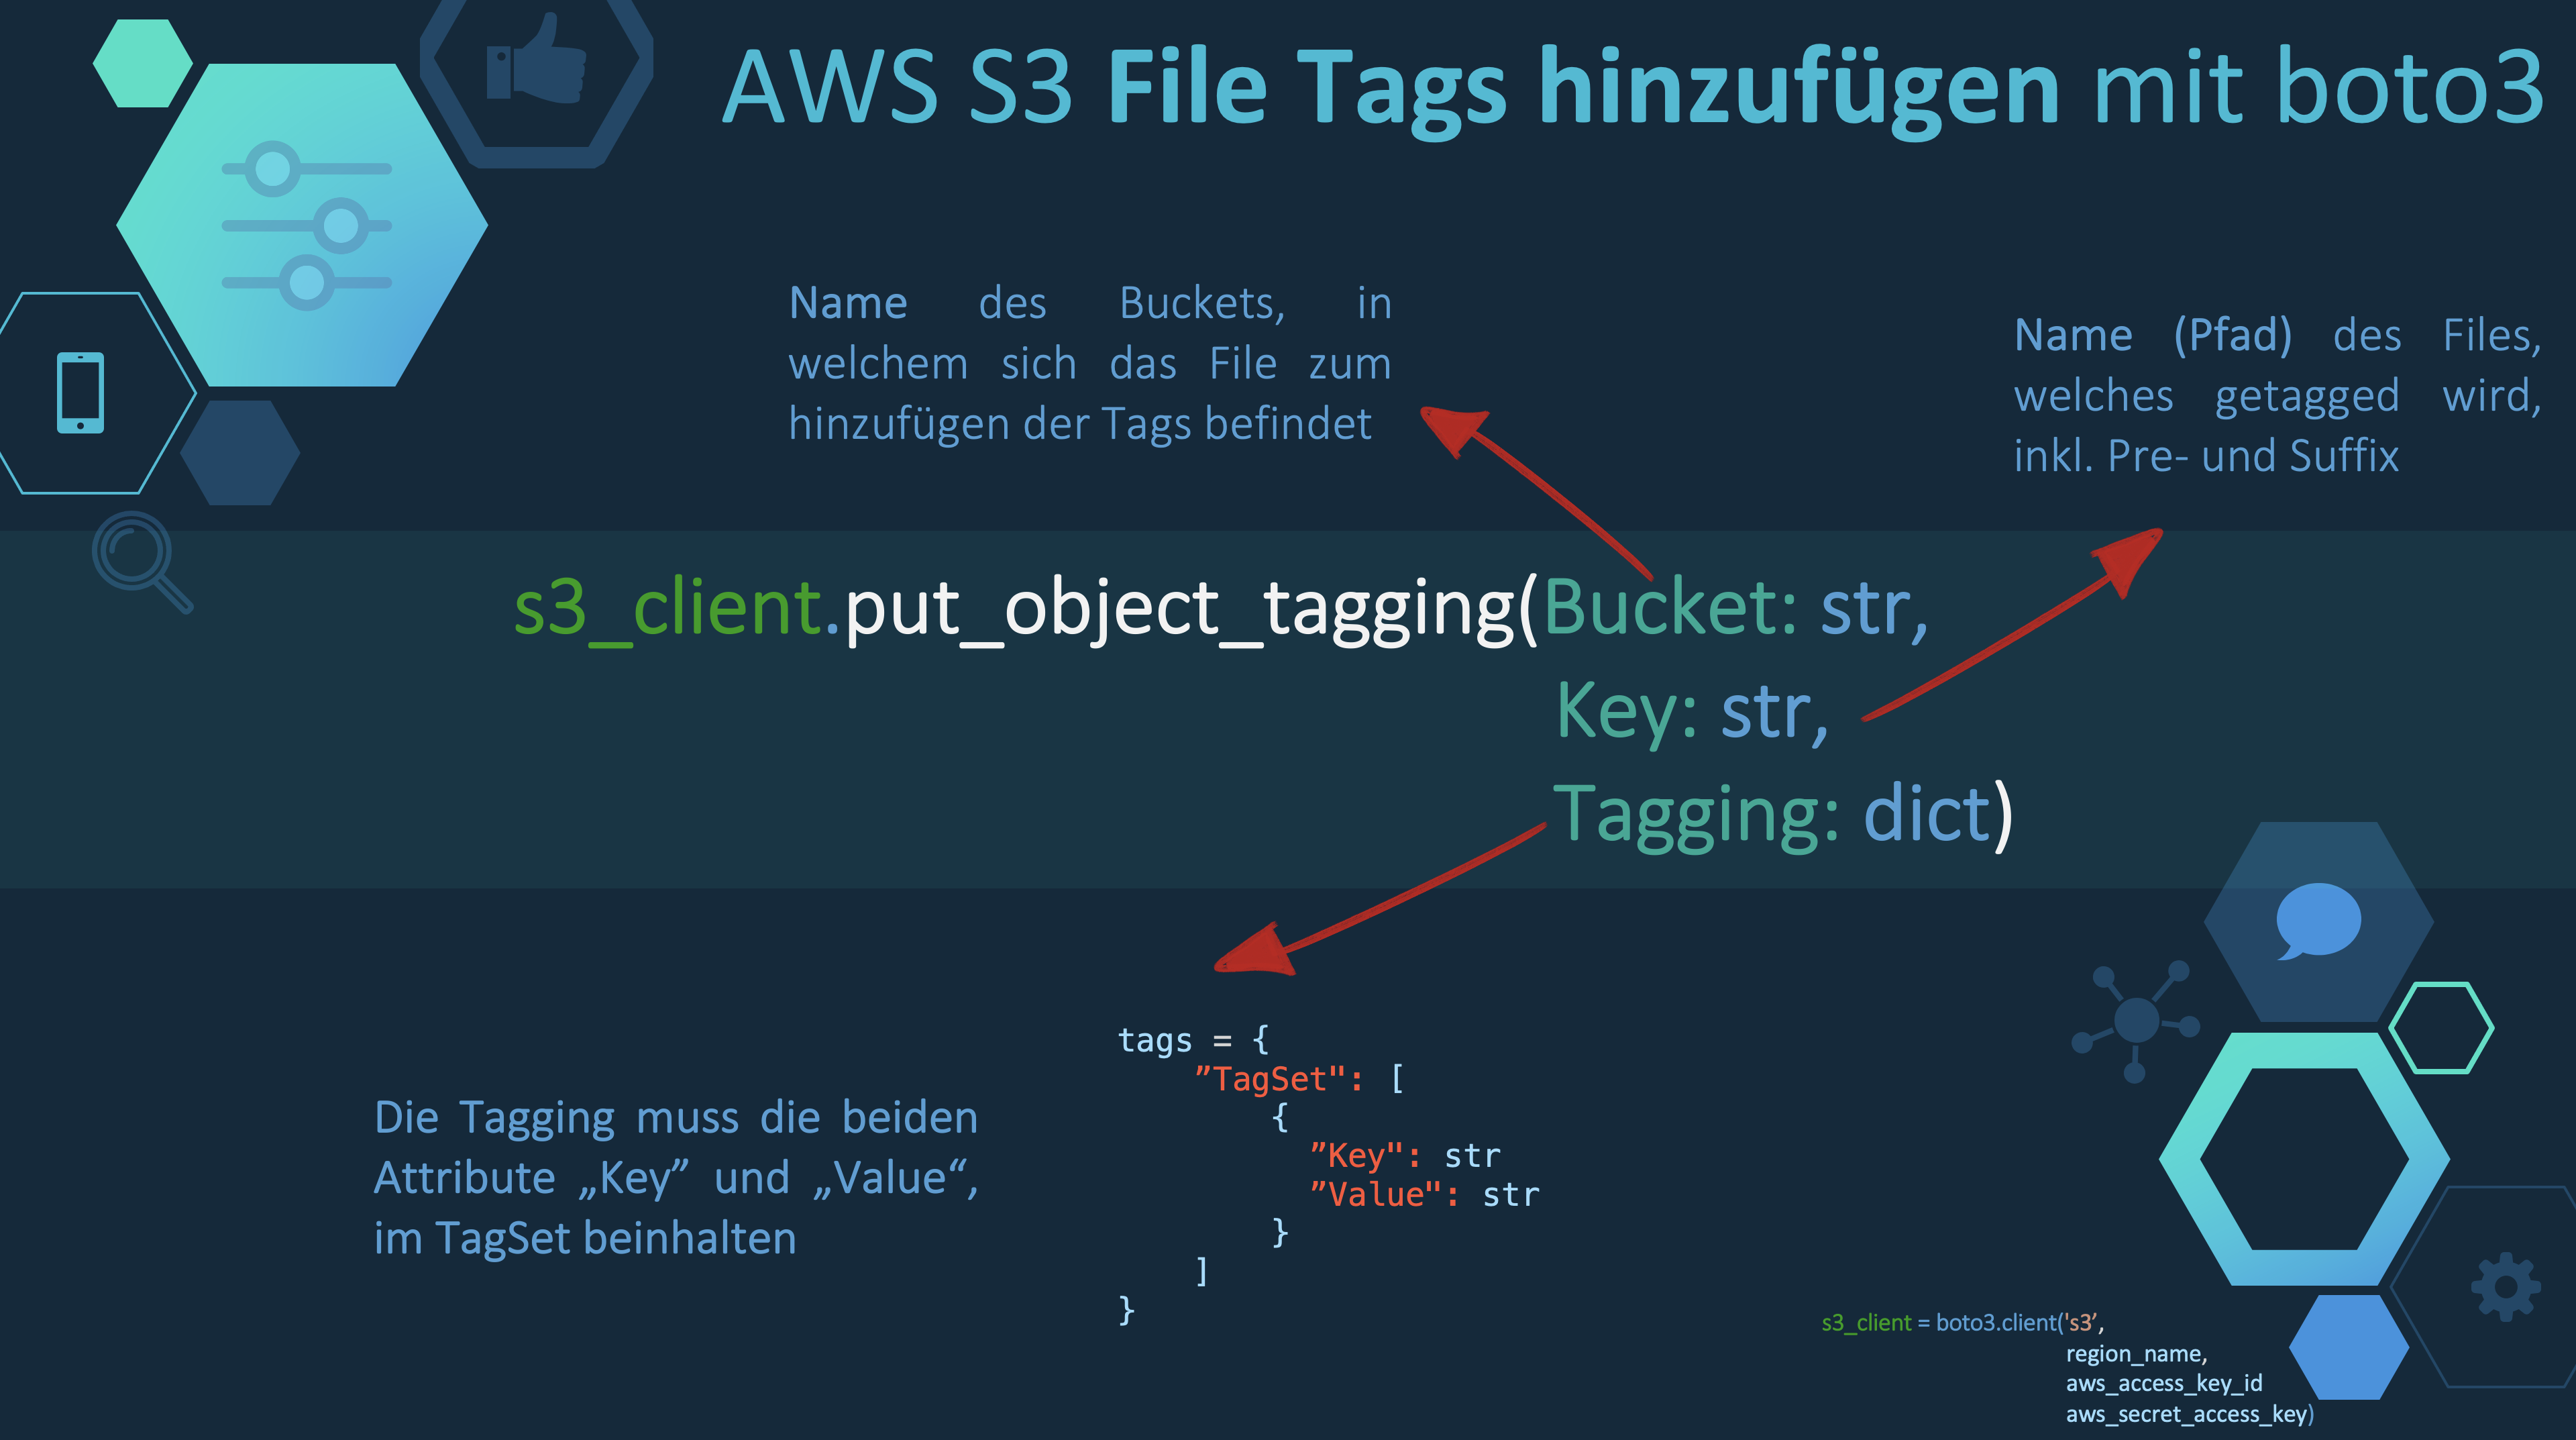 AWS S3 File Tags hinzufügen mit boto3
Name des Buckets, in
welchem sich das File zum
hinzufügen der Tags befindet
Name (Pfad) des Files,
welches getagged wird,
inkl. Pre- und Suffix
s3_client.put_object_tagging(Bucket: str,
Key: str,
Tagging: dict)
Die Tagging muss die beiden
Attribute „Key” und „Value“,
im TagSet beinhalten
tags = {
”TagSet": [
{
”Key": str
”Value": str
}
]
}
s3_client = boto3.client('s3’,
region_name,
aws_access_key_id
aws_secret_access_key)